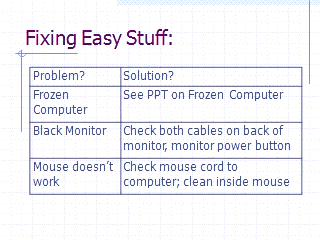 Fixing Easy Stuff:
Problem? Solution?
Frozen Computer See PPT on Frozen Computer
Black Monitor Check both cables on back of monitor, monitor power button
Mouse doesn't work Check mouse cord to computer; clean inside mouse